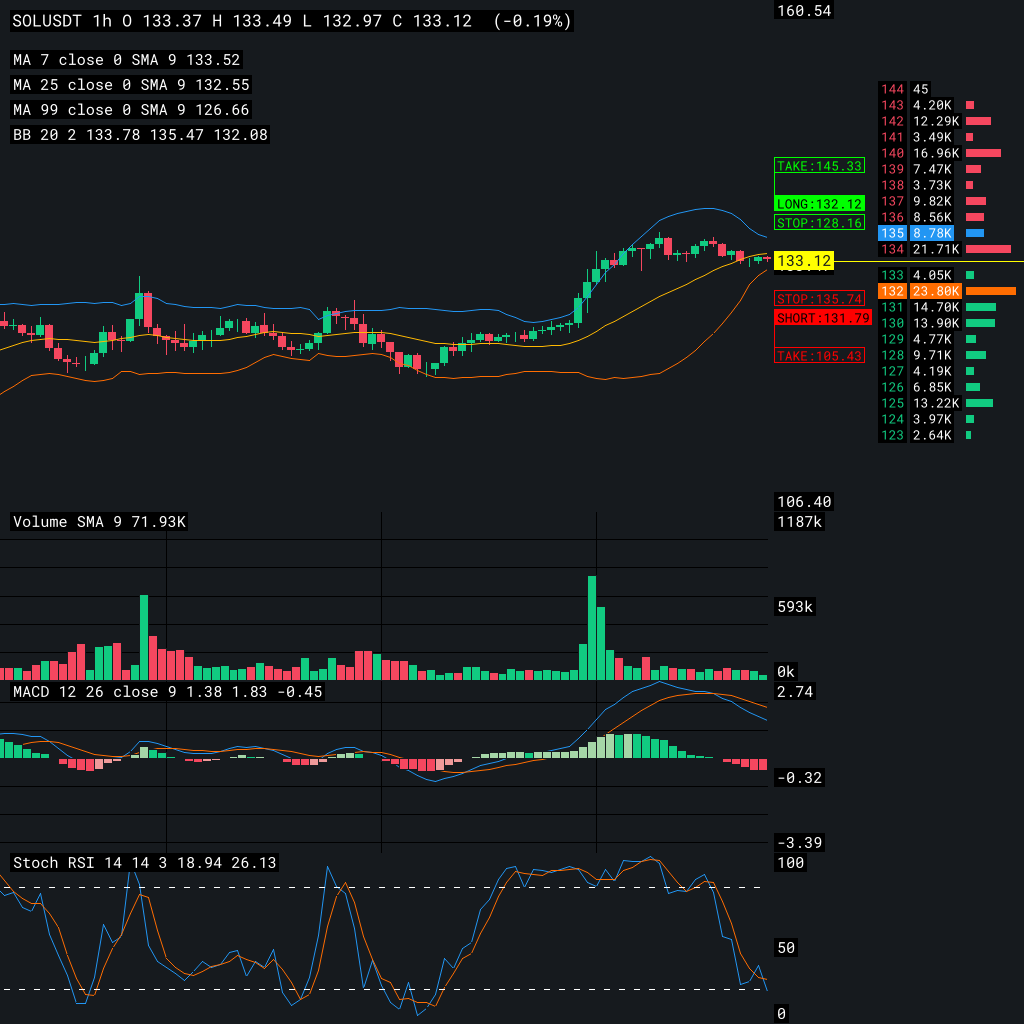 SOLUSDT 1h O 133.37 H 133.49 L 132.97 C 133.12 (-0.19%)
160.54
MA 7 close 0 SMA 9 133.52
MA 25 close 0 SMA 9 132.55
MA 99 close 0 SMA 9 126.66
BB 20 2 133.78 135.47 132.08
144 45
143 4.20K
142 12.29K
141 3.49K
140 16.96K
139 7.47K
138 3.73K
137 9.82K
136 8.56K
135 8.78K
134 21.71K
133 4.05K
132 23.80K
131 14.70K
130 13.90K
129 4.77K
128 9.71K
127 4.19K
126 6.85K
125 13.22K
124 3.97K
123 2.64K
TAKE:145.33
LONG:132.12
STOP:128.16
133.12
STOP:135.74
SHORT:131.79
TAKE:105.43
106.40
Volume SMA 9 71.93K
1187k
593k
0k
MACD 12 26 close 9 1.38 1.83 -0.45
2.74
-0.32
-3.39
Stoch RSI 14 14 3 18.94 26.13
100
50
0